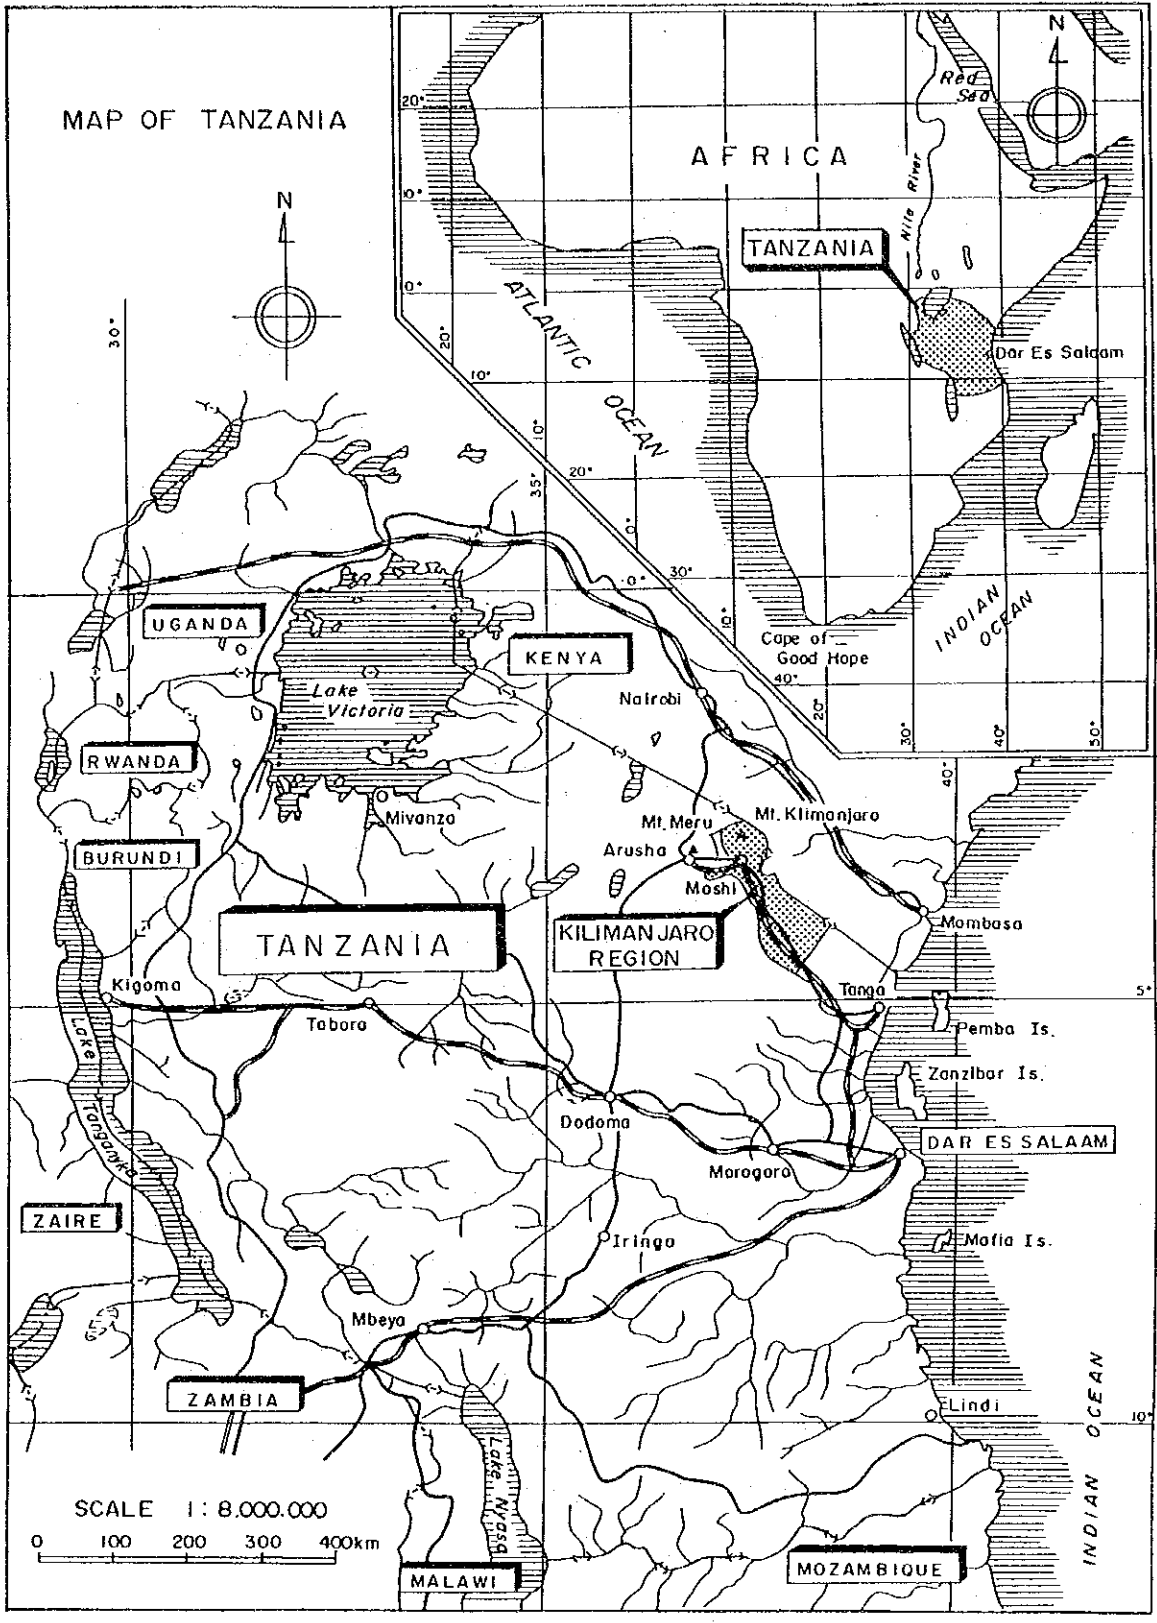 MAP OF TANZANIA
N
30°
N
Red
Sea
20°
AFRICA
10°
Nile River
TANZANIA
0°
ATLANTIC
OCEAN
Dar Es Salaam
20°
10°
10°
35°
20°
0°
0°
30°
10°
INDIAN
OCEAN
Cape of
Good Hope
40°
20°
30°
40°
50°
40°
UGANDA
KENYA
Lake
Victoria
Nairobi
RWANDA
Mivanza
Mt. Meru
Mt. Klimanjaro
BURUNDI
Arusha
Moshi
TANZANIA
KILIMANJARO
REGION
Mombasa
Kigoma
Tabora
Tanga
5°
Pemba Is.
Lake
Tanganyka
Zanzibar Is.
Dodoma
DAR ES SALAAM
Morogoro
ZAIRE
Iringa
Mafia Is.
Mbeya
ZAMBIA
Lindi
10°
INDIAN OCEAN
Lake Nyasa
SCALE 1:8.000.000
0 100 200 300 400km
MALAWI
MOZAMBIQUE